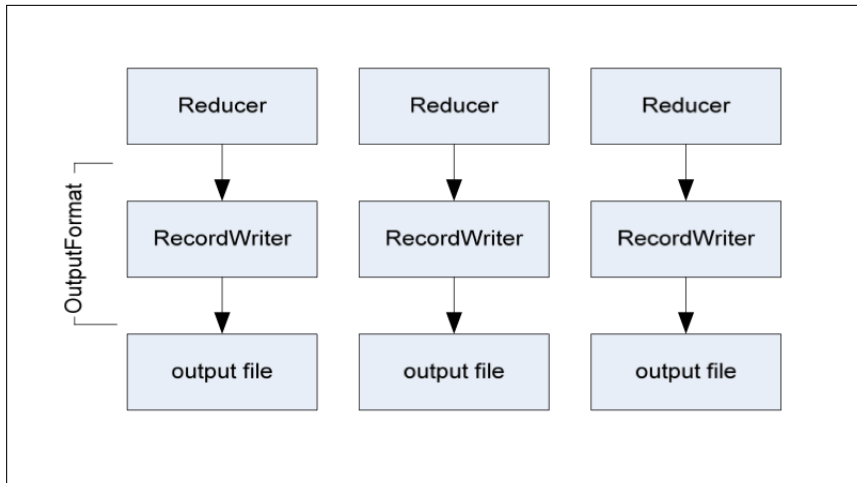 Reducer Reducer Reducer
OutputFormat
RecordWriter RecordWriter RecordWriter
output file output file output file